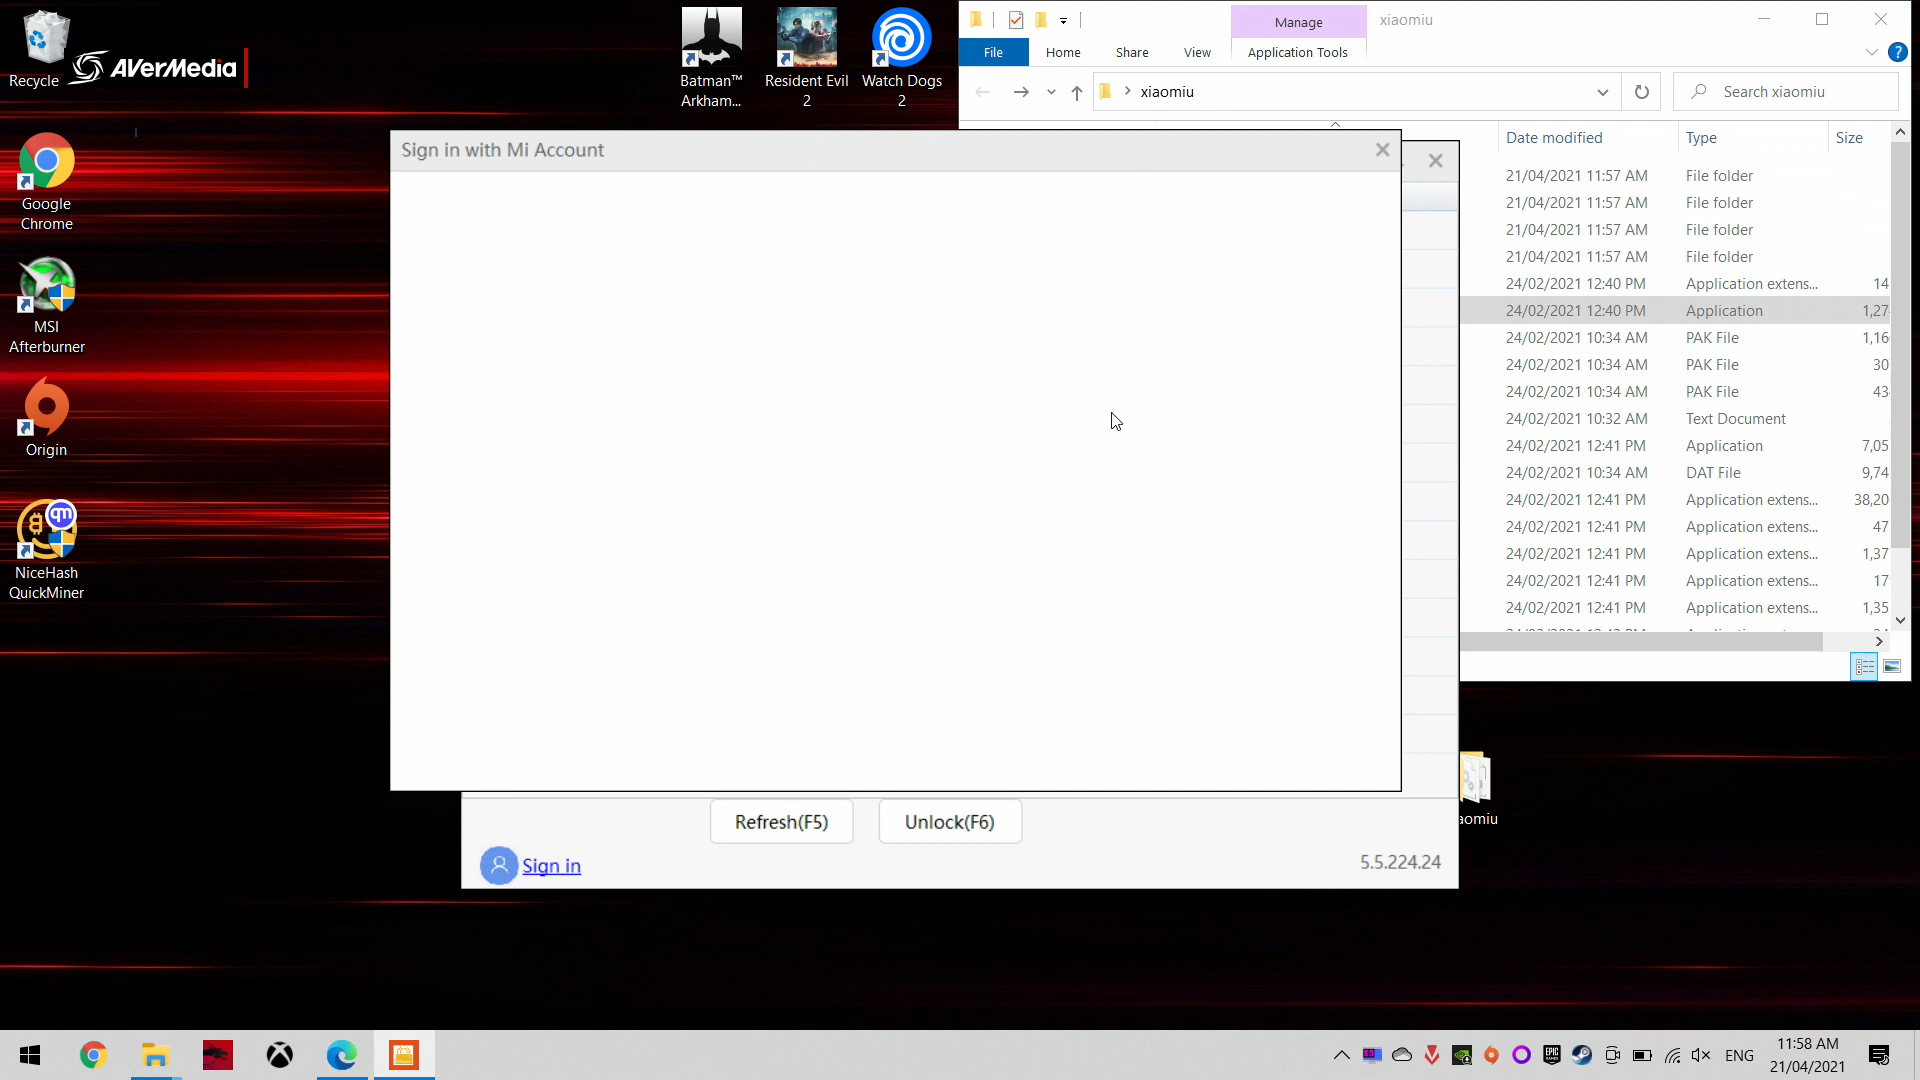 Recycle
AVerMedia
Google
Chrome
MSI
Afterburner
Origin
NiceHash
QuickMiner
Batman™
Arkham...
Resident Evil
2
Watch Dogs
2
Manage
xiaomiu
File
Home
Share
View
Application Tools
xiaomiu
Search xiaomiu
Date modified
Type
Size
21/04/2021 11:57 AM
File folder
21/04/2021 11:57 AM
File folder
21/04/2021 11:57 AM
File folder
21/04/2021 11:57 AM
File folder
24/02/2021 12:40 PM
Application extens...
14
24/02/2021 12:40 PM
Application
1,27
24/02/2021 10:34 AM
PAK File
1,16
24/02/2021 10:34 AM
PAK File
30
24/02/2021 10:34 AM
PAK File
43
24/02/2021 10:32 AM
Text Document
24/02/2021 12:41 PM
Application
7,05
24/02/2021 10:34 AM
DAT File
9,74
24/02/2021 12:41 PM
Application extens...
38,20
24/02/2021 12:41 PM
Application extens...
47
24/02/2021 12:41 PM
Application extens...
1,37
24/02/2021 12:41 PM
Application extens...
17
24/02/2021 12:41 PM
Application extens...
1,35
Sign in with Mi Account
Refresh(F5)
Unlock(F6)
Sign in
5.5.224.24
aomiu
ENG
11:58 AM
21/04/2021